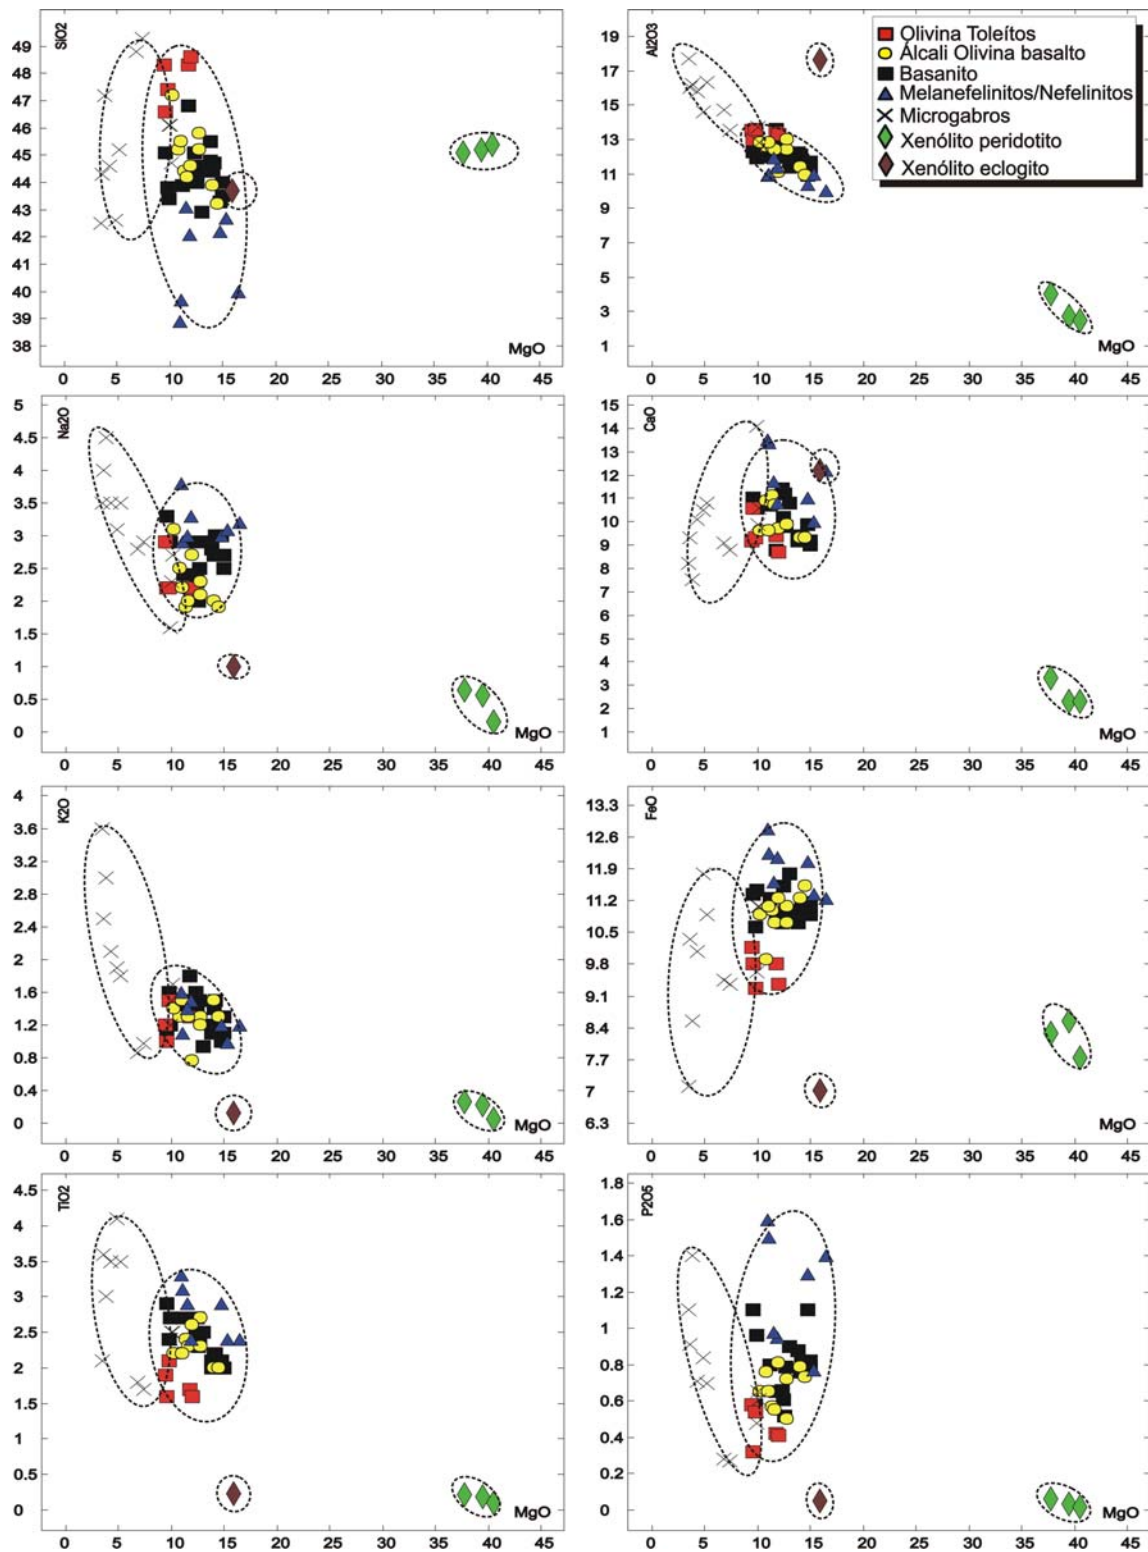 SiO2
49
48
47
46
45
44
43
42
41
40
39
38
MgO
0 5 10 15 20 25 30 35 40 45
Al2O3
19
17
15
13
11
9
7
5
3
1
Olivina Toleítos
Álcali Olivina basalto
Basanito
Melanefelinitos/Nefelinitos
Microgabros
Xenólito peridotito
Xenólito eclogito
MgO
0 5 10 15 20 25 30 35 40 45
Na2O
5
4.5
4
3.5
3
2.5
2
1.5
1
0.5
0
MgO
0 5 10 15 20 25 30 35 40 45
CaO
15
14
13
12
11
10
9
8
7
6
5
4
3
2
1
MgO
0 5 10 15 20 25 30 35 40 45
K2O
4
3.6
3.2
2.8
2.4
2
1.6
1.2
0.8
0.4
0
MgO
0 5 10 15 20 25 30 35 40 45
FeO
13.3
12.6
11.9
11.2
10.5
9.8
9.1
8.4
7.7
7
6.3
MgO
0 5 10 15 20 25 30 35 40 45
TiO2
4.5
4
3.5
3
2.5
2
1.5
1
0.5
0
MgO
0 5 10 15 20 25 30 35 40 45
P2O5
1.8
1.6
1.4
1.2
1
0.8
0.6
0.4
0.2
0
MgO
0 5 10 15 20 25 30 35 40 45